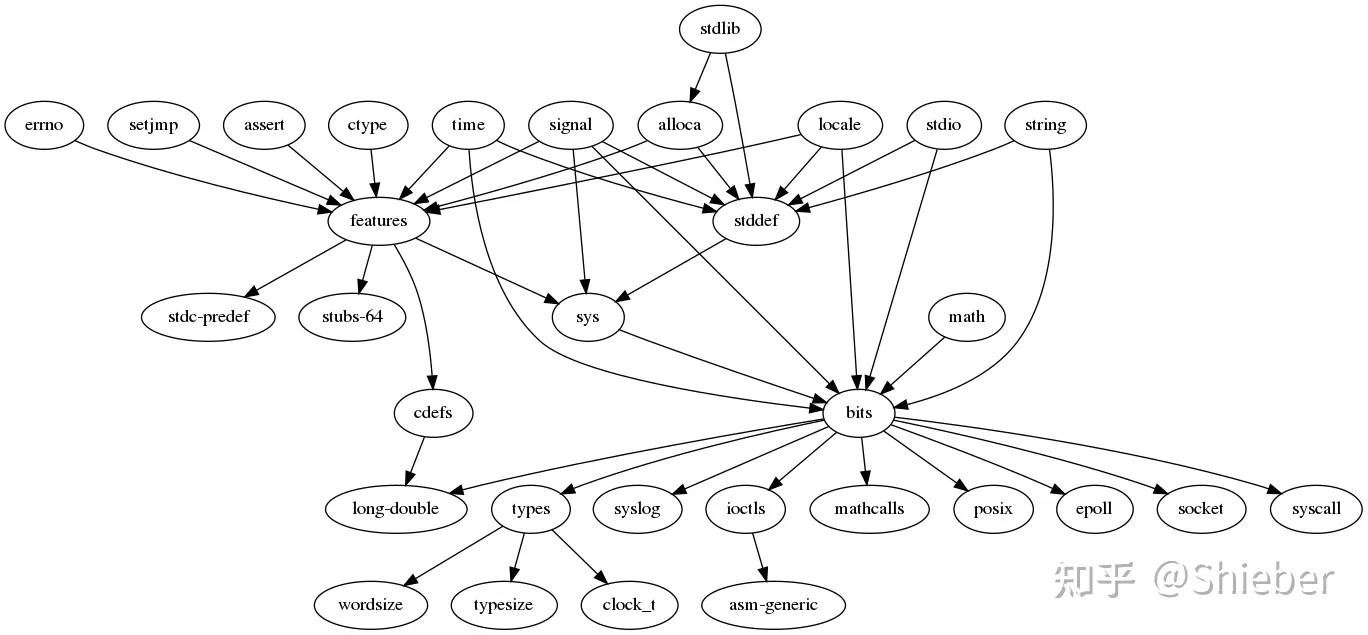 stdlib
errno
setjmp
assert
ctype
time
signal
alloca
locale
stdio
string
features
stddef
stdc-predef
stubs-64
sys
math
cdefs
bits
long-double
types
syslog
ioctls
mathcalls
posix
epoll
socket
syscall
wordsize
typesize
clock_t
asm-generic
知乎 @Shieber